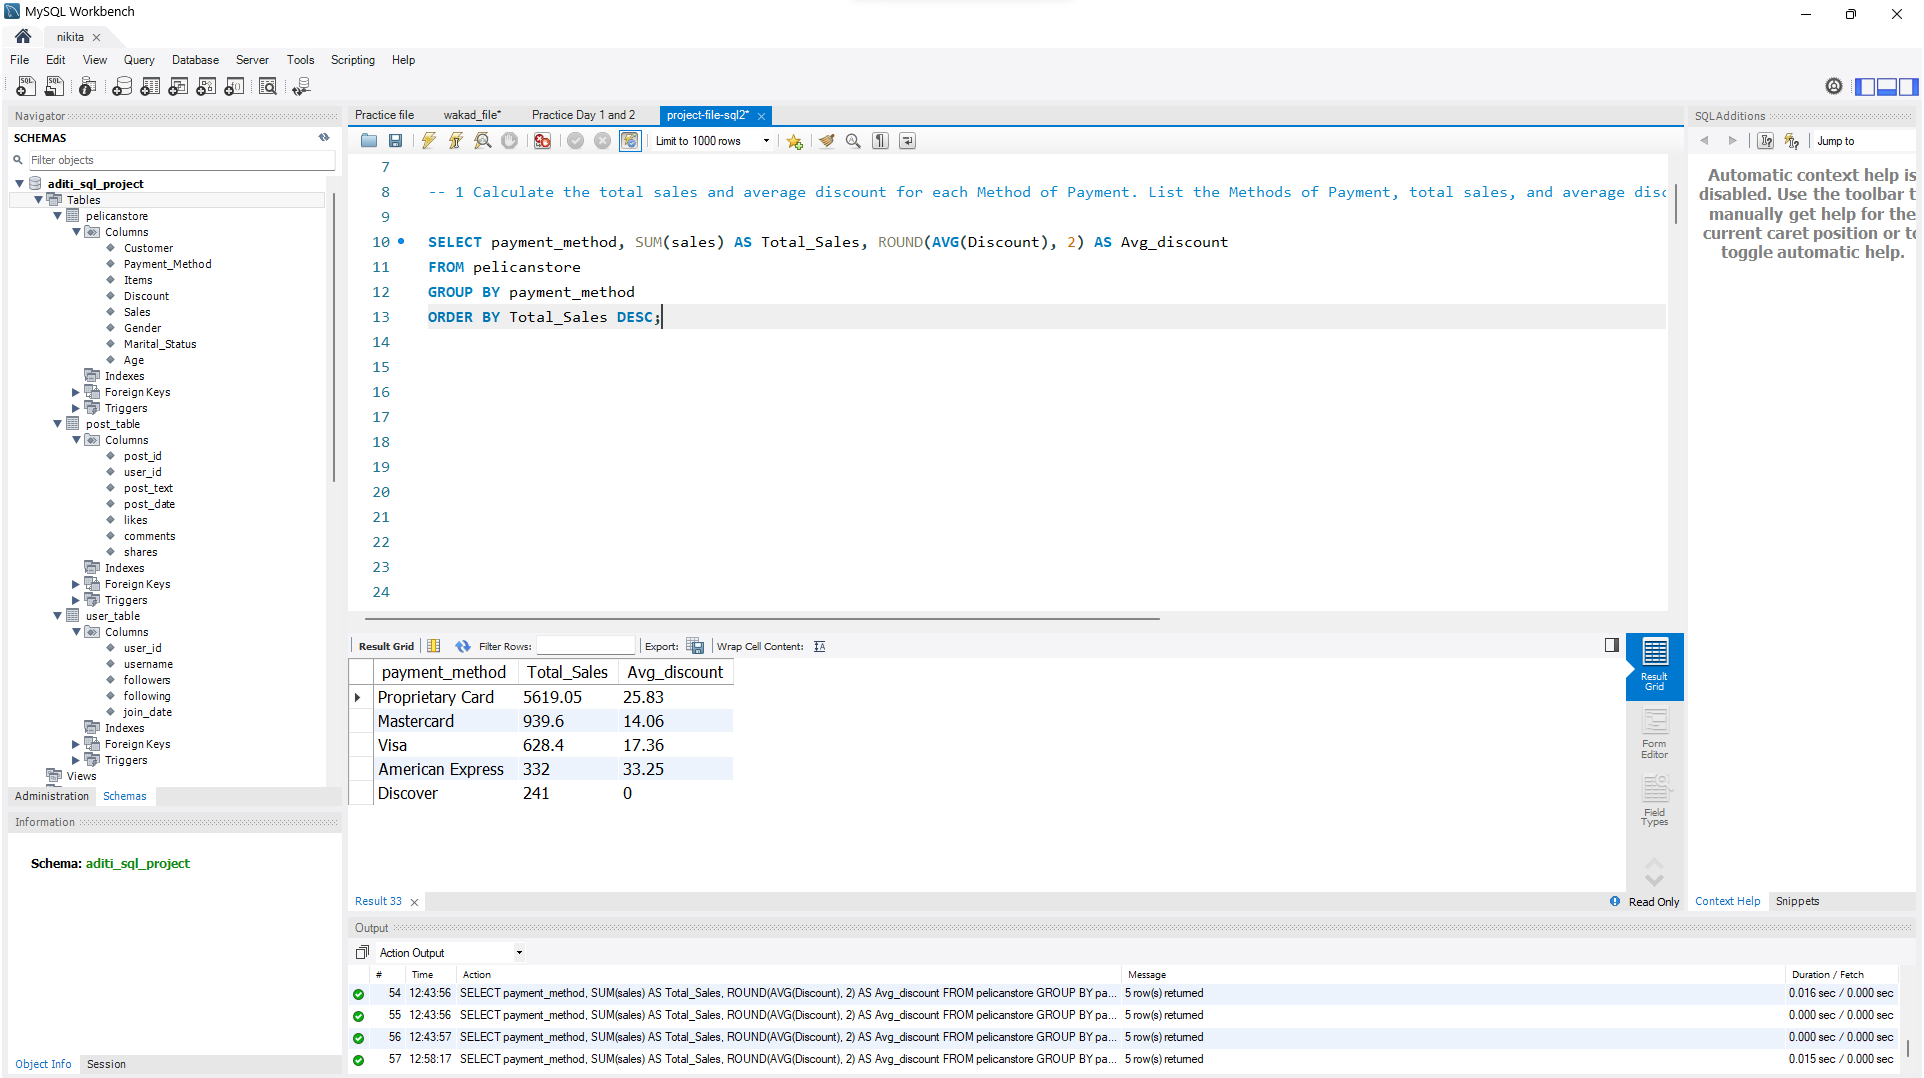 MySQL Workbench
nikita
File Edit View Query Database Server Tools Scripting Help
Navigator
SCHEMAS
Filter objects
aditi_sql_project
Tables
pelicanstore
Columns
Customer
Payment_Method
Items
Discount
Sales
Gender
Marital_Status
Age
Indexes
Foreign Keys
Triggers
post_table
Columns
post_id
user_id
post_text
post_date
likes
comments
shares
Indexes
Foreign Keys
Triggers
user_table
Columns
user_id
username
followers
following
join_date
Indexes
Foreign Keys
Triggers
Views
Administration Schemas
Information
Schema: aditi_sql_project
Object Info Session
Practice file wakad_file* Practice Day 1 and 2 project-file-sql2*
Limit to 1000 rows
7
8 -- 1 Calculate the total sales and average discount for each Method of Payment. List the Methods of Payment, total sales, and average disc
9
10 SELECT payment_method, SUM(sales) AS Total_Sales, ROUND(AVG(Discount), 2) AS Avg_discount
11 FROM pelicanstore
12 GROUP BY payment_method
13 ORDER BY Total_Sales DESC;
14
15
16
17
18
19
20
21
22
23
24
Result Grid Filter Rows: Export: Wrap Cell Content:
payment_method Total_Sales Avg_discount
Proprietary Card 5619.05 25.83
Mastercard 939.6 14.06
Visa 628.4 17.36
American Express 332 33.25
Discover 241 0
Result Grid
Form Editor
Field Types
Result 33
Read Only
SQLAdditions
Jump to
Automatic context help is
disabled. Use the toolbar t
manually get help for the
current caret position or to
toggle automatic help.
Context Help Snippets
Output
Action Output
# Time Action Message Duration / Fetch
54 12:43:56 SELECT payment_method, SUM(sales) AS Total_Sales, ROUND(AVG(Discount), 2) AS Avg_discount FROM pelicanstore GROUP BY pa... 5 row(s) returned 0.016 sec / 0.000 sec
55 12:43:56 SELECT payment_method, SUM(sales) AS Total_Sales, ROUND(AVG(Discount), 2) AS Avg_discount FROM pelicanstore GROUP BY pa... 5 row(s) returned 0.000 sec / 0.000 sec
56 12:43:57 SELECT payment_method, SUM(sales) AS Total_Sales, ROUND(AVG(Discount), 2) AS Avg_discount FROM pelicanstore GROUP BY pa... 5 row(s) returned 0.000 sec / 0.000 sec
57 12:58:17 SELECT payment_method, SUM(sales) AS Total_Sales, ROUND(AVG(Discount), 2) AS Avg_discount FROM pelicanstore GROUP BY pa... 5 row(s) returned 0.015 sec / 0.000 sec